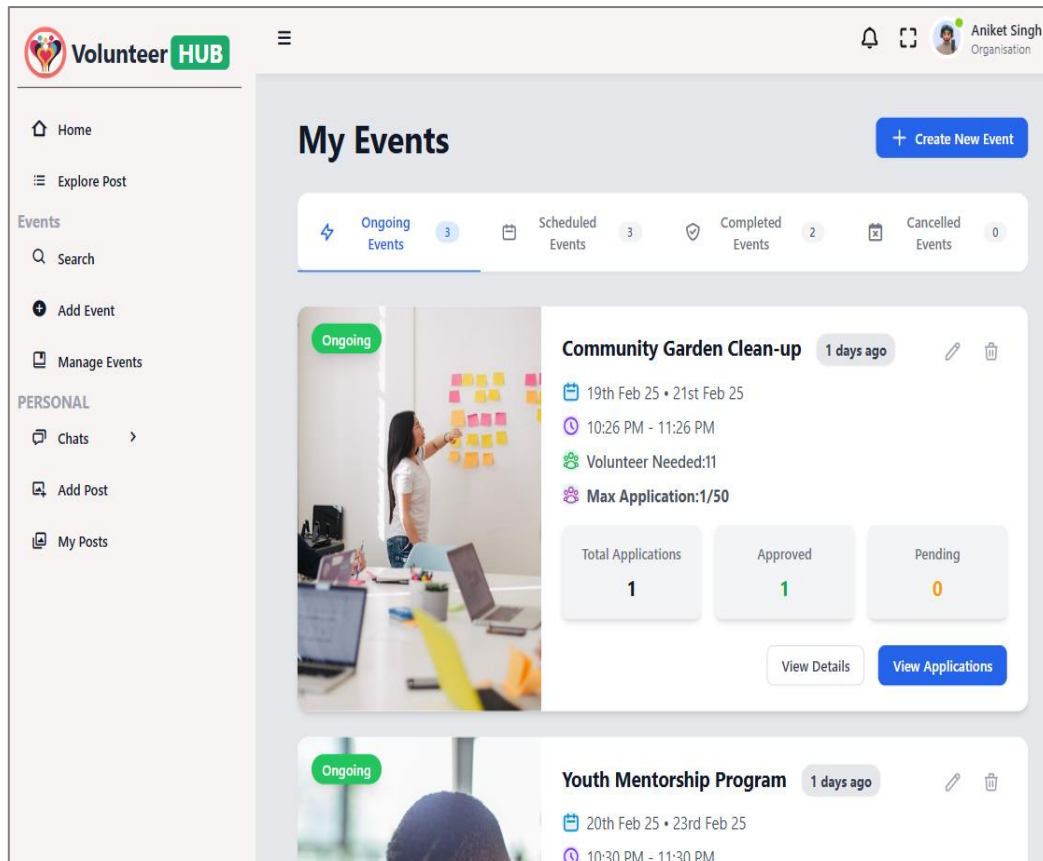 Volunteer HUB
Aniket Singh
Organisation
Home
Explore Post
Events
Search
Add Event
Manage Events
PERSONAL
Chats
Add Post
My Posts
My Events
Create New Event
Ongoing Events 3
Scheduled Events 3
Completed Events 2
Cancelled Events 0
Ongoing
Community Garden Clean-up 1 days ago
19th Feb 25 • 21st Feb 25
10:26 PM - 11:26 PM
Volunteer Needed:11
Max Application:1/50
Total Applications Approved Pending
1 1 0
View Details View Applications
Ongoing
Youth Mentorship Program 1 days ago
20th Feb 25 • 23rd Feb 25
10:30 PM - 11:30 PM